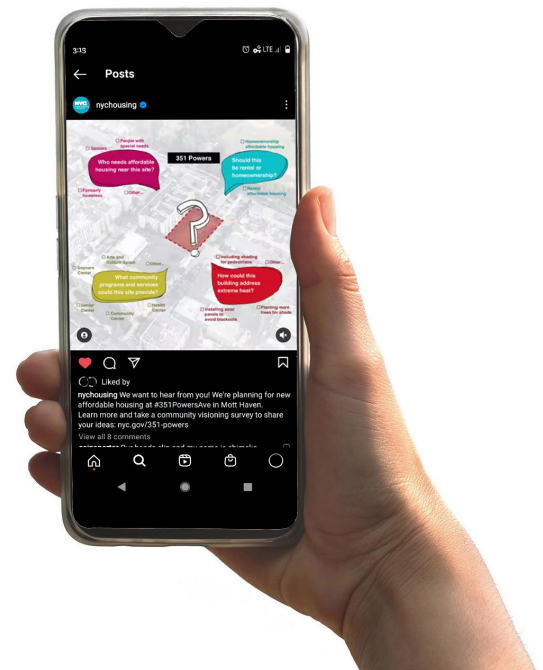 3:15
LTE
Posts
NYC
nychousing
351 Powers
Seniors
People with
special needs
Who needs affordable
housing near this site?
Formerly
homeless
Other...
Homeownership
affordable housing
Should this
be rental or
homeownership?
Rental
affordable housing
?
Arts and
Culture Space
Other...
Daycare
Center
What community
programs and services
could this site provide?
Senior
Center
Community
Center
Health
Center
Including shading
for pedestrians
Other...
How could this
building address
extreme heat?
Installing solar
panels to
avoid blackouts
Planting more
trees for shade
Liked by
nychousing We want to hear from you! We're planning for new
affordable housing at #351PowersAve in Mott Haven.
Learn more and take a community visioning survey to share
your ideas: nyc.gov/351-powers
View all 8 comments